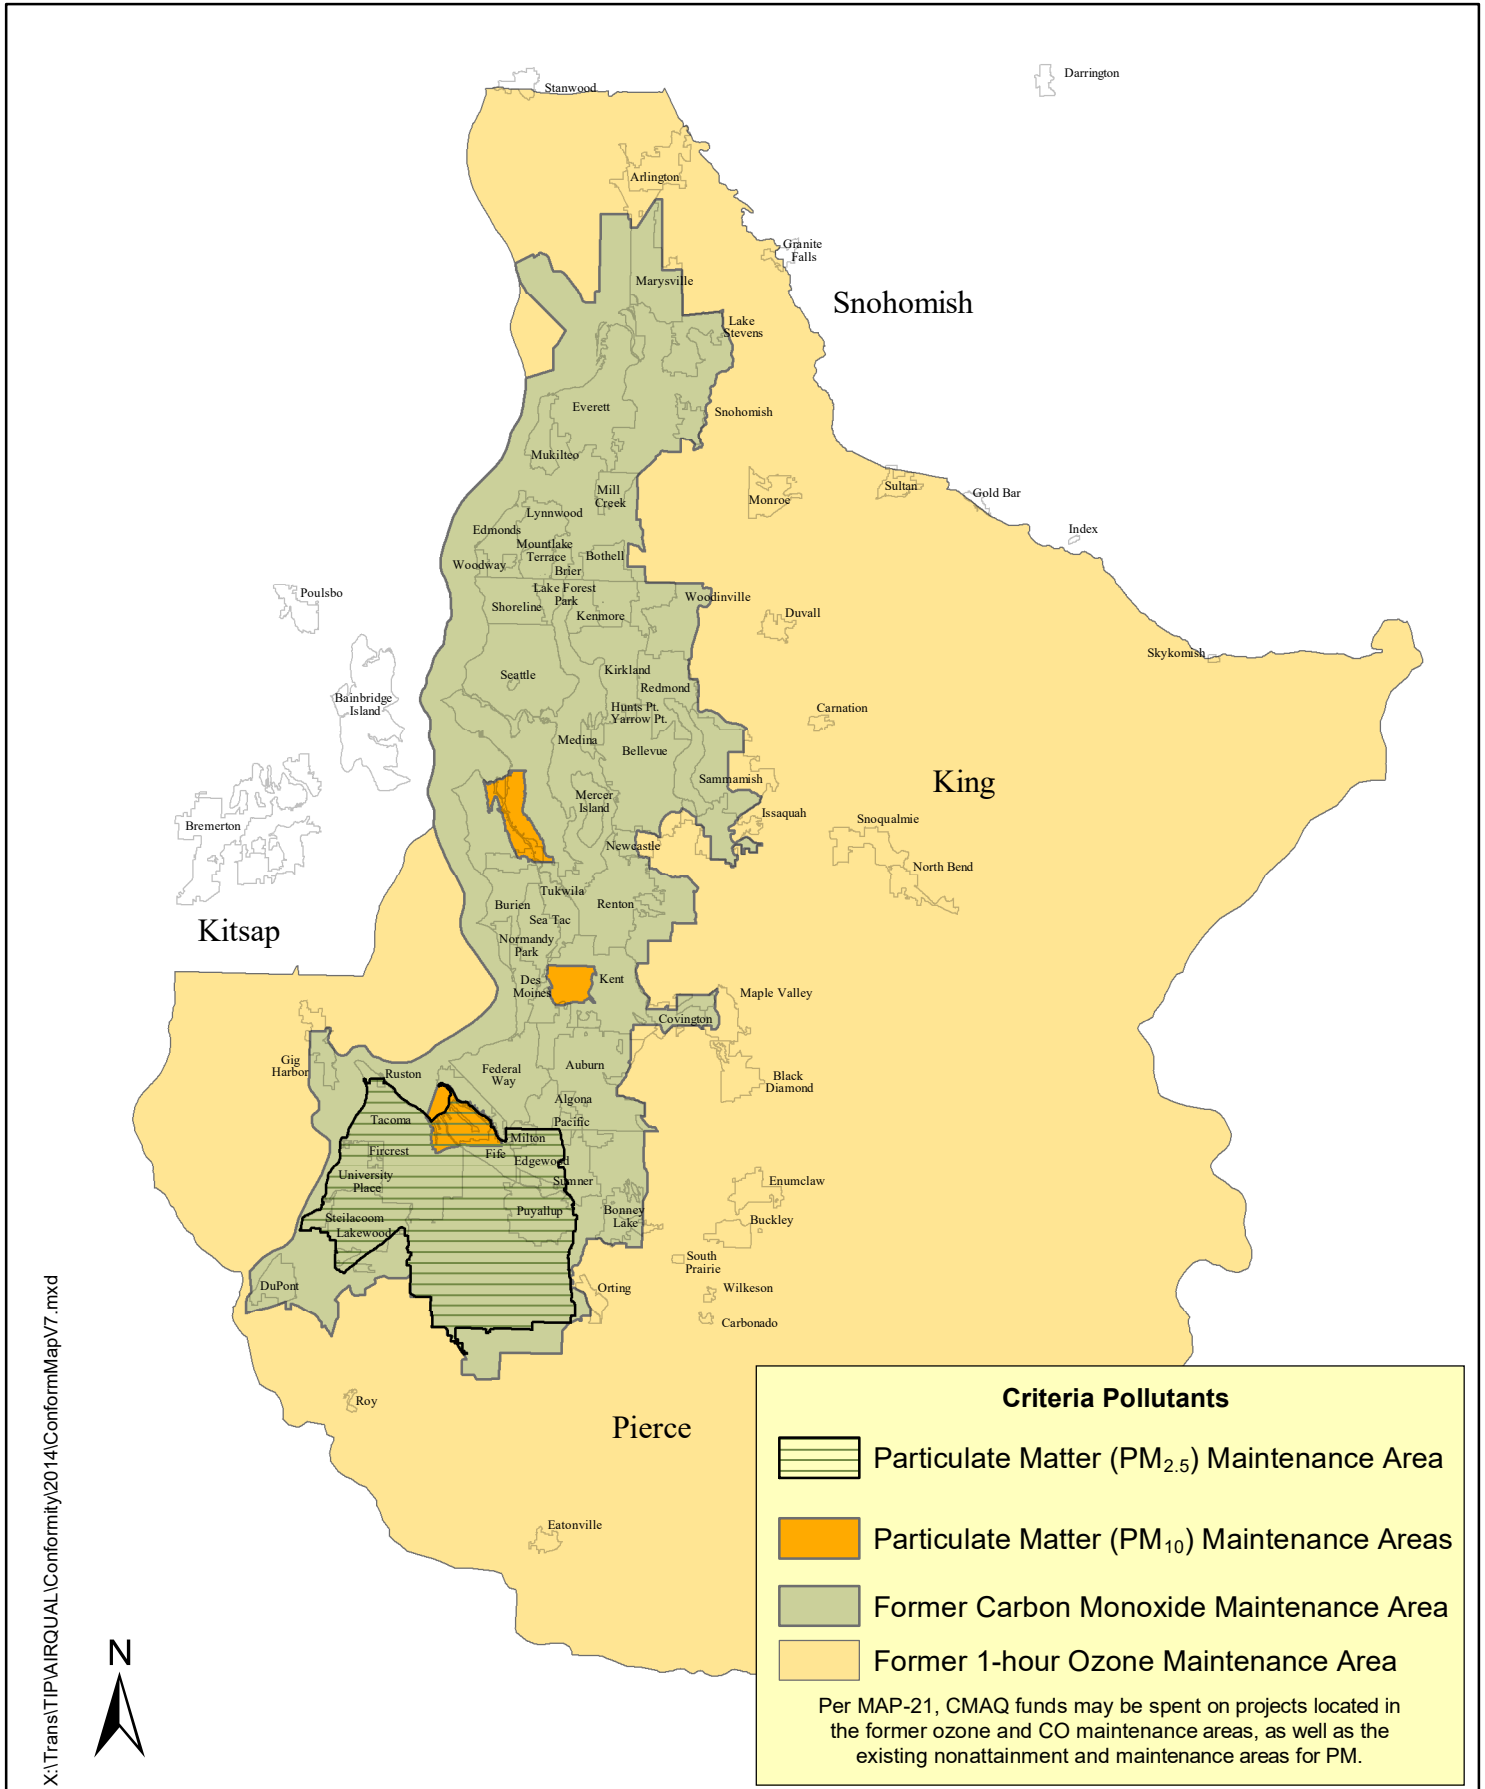 Stanwood
Darrington
Arlington
Granite
Falls
Marysville
Snohomish
Lake
Stevens
Everett
Snohomish
Mukilteo
Mill
Creek
Monroe
Sultan
Gold Bar
Lynnwood
Edmonds
Index
Mountlake
Terrace
Bothell
Woodway
Brier
Poulsbo
Lake Forest
Park
Woodinville
Shoreline
Kenmore
Duvall
Skykomish
Seattle
Kirkland
Redmond
Bainbridge
Island
Hunts Pt.
Yarrow Pt.
Carnation
Medina
Bellevue
Sammamish
King
Mercer
Island
Issaquah
Bremerton
Snoqualmie
Newcastle
North Bend
Tukwila
Burien
Renton
Sea Tac
Kitsap
Normandy
Park
Des
Moines
Kent
Maple Valley
Covington
Gig
Harbor
Ruston
Federal
Way
Auburn
Black
Diamond
Algona
Tacoma
Pacific
Milton
Fircrest
Fife
Edgewood
University
Place
Sumner
Enumclaw
Puyallup
Bonney
Lake
Steilacoom
Lakewood
Buckley
South
Prairie
DuPont
Orting
Wilkeson
Carbonado
Roy
Pierce
Eatonville
Criteria Pollutants
Particulate Matter (PM2.5) Maintenance Area
Particulate Matter (PM10) Maintenance Areas
Former Carbon Monoxide Maintenance Area
Former 1-hour Ozone Maintenance Area
Per MAP-21, CMAQ funds may be spent on projects located in
the former ozone and CO maintenance areas, as well as the
existing nonattainment and maintenance areas for PM.
N
X:\Trans\TIP\AIRQUAL\Conformity\2014\ConformMapV7.mxd